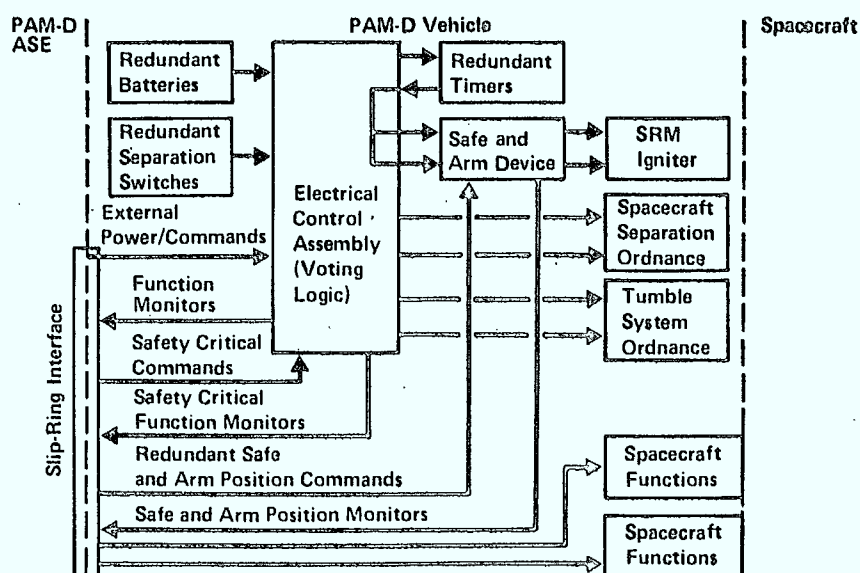 PAM-D
ASE
PAM-D Vehicle
Spacecraft
Redundant
Batteries
Redundant
Timers
Redundant
Separation
Switches
Safe and
Arm Device
SRM
Igniter
Electrical
Control
Assembly
(Voting
Logic)
Spacecraft
Separation
Ordnance
External
Power/Commands
Tumble
System
Ordnance
Function
Monitors
Safety Critical
Commands
Safety Critical
Function Monitors
Slip-Ring Interface
Redundant Safe
and Arm Position Commands
Spacecraft
Functions
Safe and Arm Position Monitors
Spacecraft
Functions